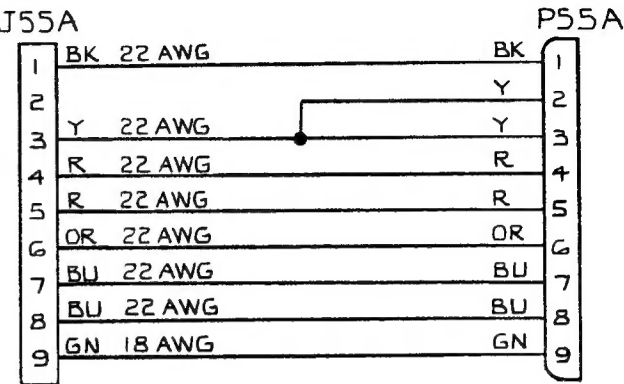 J55A P55A
1 BK 22 AWG BK 1
2 Y 2
3 Y 22 AWG Y 3
4 R 22 AWG R 4
5 R 22 AWG R 5
6 OR 22 AWG OR 6
7 BU 22 AWG BU 7
8 BU 22 AWG BU 8
9 GN 18 AWG GN 9